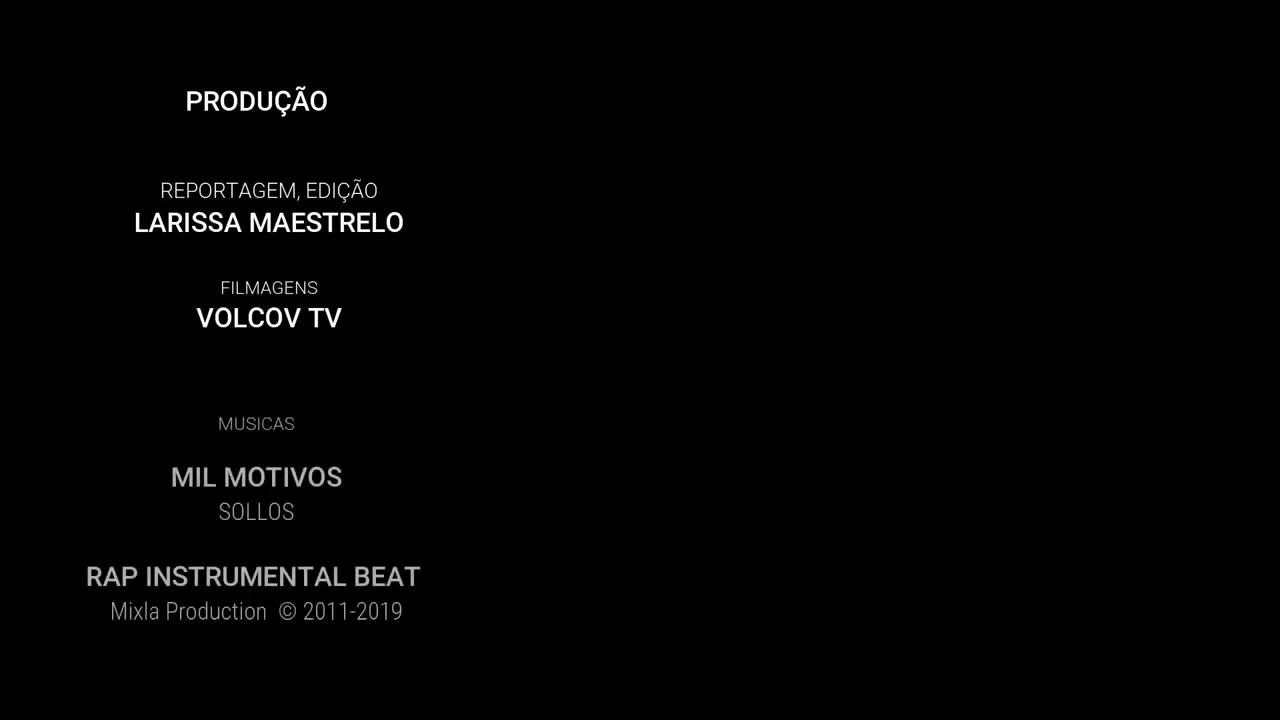 PRODUÇÃO
REPORTAGEM, EDIÇÃO
LARISSA MAESTRELO
FILMAGENS
VOLCOV TV
MUSICAS
MIL MOTIVOS
SOLLOS
RAP INSTRUMENTAL BEAT
Mixla Production © 2011-2019